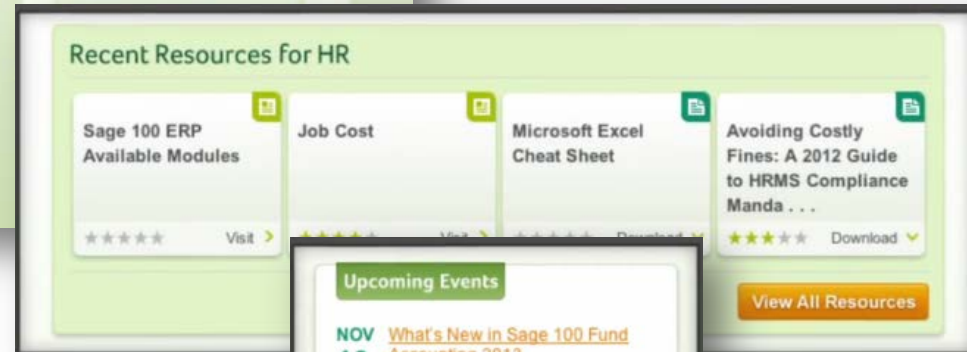 Recent Resources for HR
Sage 100 ERP
Available Modules
Visit
Job Cost
Visit
Microsoft Excel
Cheat Sheet
Download
Avoiding Costly
Fines: A 2012 Guide
to HRMS Compliance
Manda . . .
Download
View All Resources
Upcoming Events
NOV What's New in Sage 100 Fund